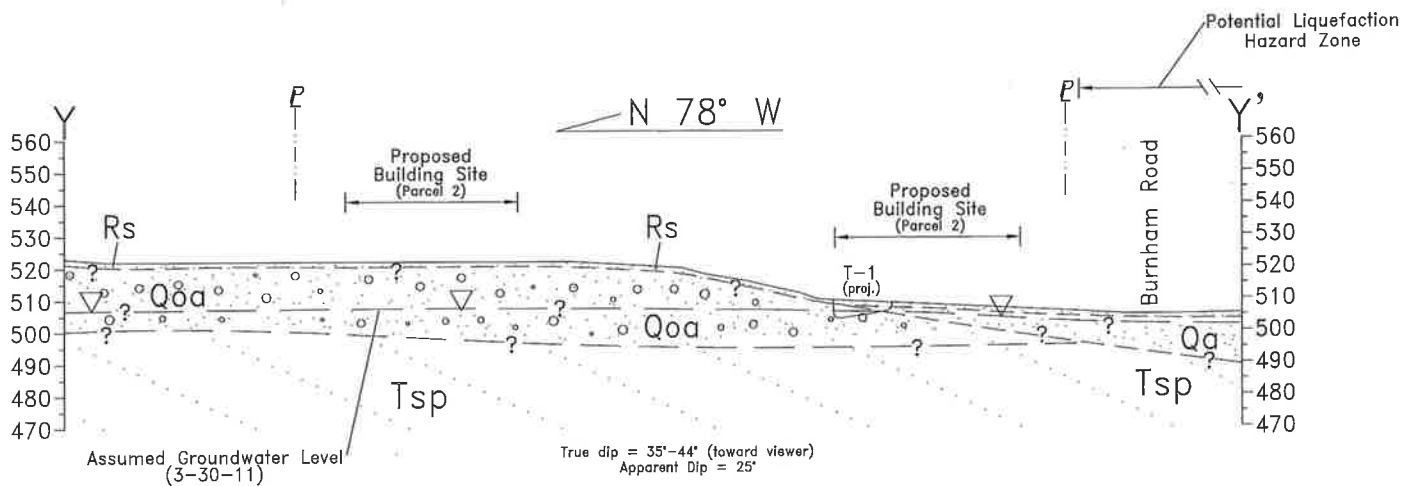 Potential Liquefaction
Hazard Zone
P
P
N 78° W
Y
Y'
560
550
540
530
520
510
500
490
480
470
560
550
540
530
520
510
500
490
480
470
Proposed
Building Site
(Parcel 2)
Proposed
Building Site
(Parcel 2)
Burnham Road
Rs
Rs
T-1
(proj.)
?
?
?
?
?
?
?
?
?
?
?
?
Qoa
Qoa
Qa
Tsp
Tsp
Assumed Groundwater Level
(3-30-11)
True dip = 35°-44° (toward viewer)
Apparent Dip = 25°